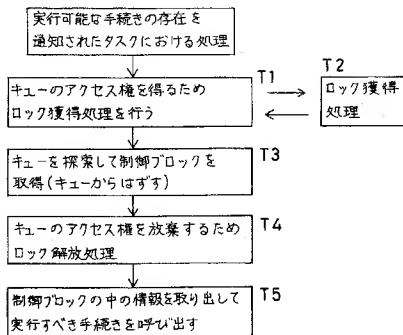 実行可能な手続きの存在を
通知されたタスクにおける処理
T1
キューのアクセス権を得るため
ロック獲得処理を行う
T2
ロック獲得
処理
T3
キューを探索して制御ブロックを
取得(キューからはずす)
T4
キューのアクセス権を放棄するため
ロック解放処理
T5
制御ブロックの中の情報を取り出して
実行すべき手続きを呼び出す